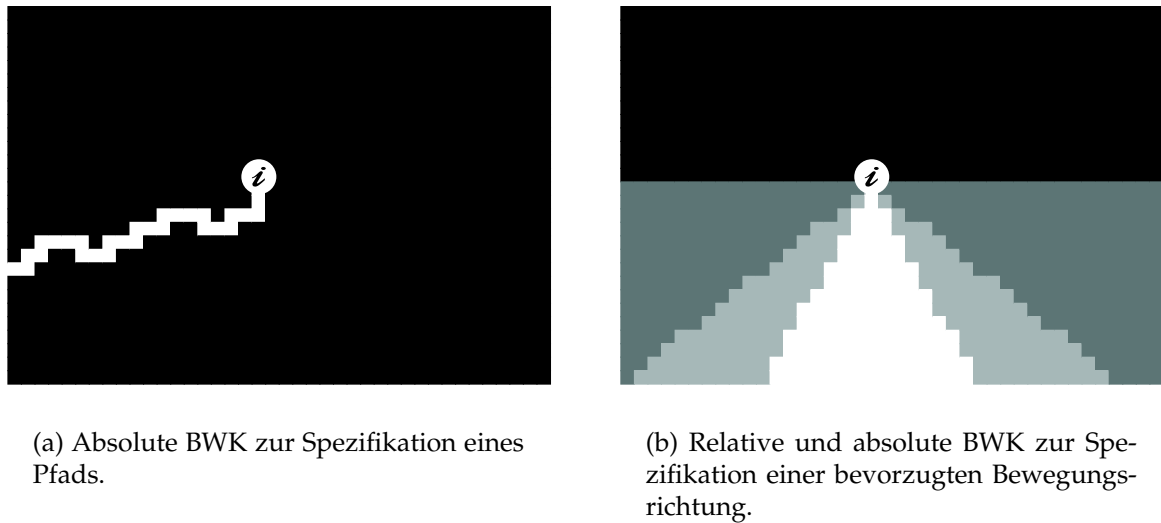 i
i
(a) Absolute BWK zur Spezifikation eines
Pfads.
(b) Relative und absolute BWK zur Spe-
zifikation einer bevorzugten Bewegungs-
richtung.